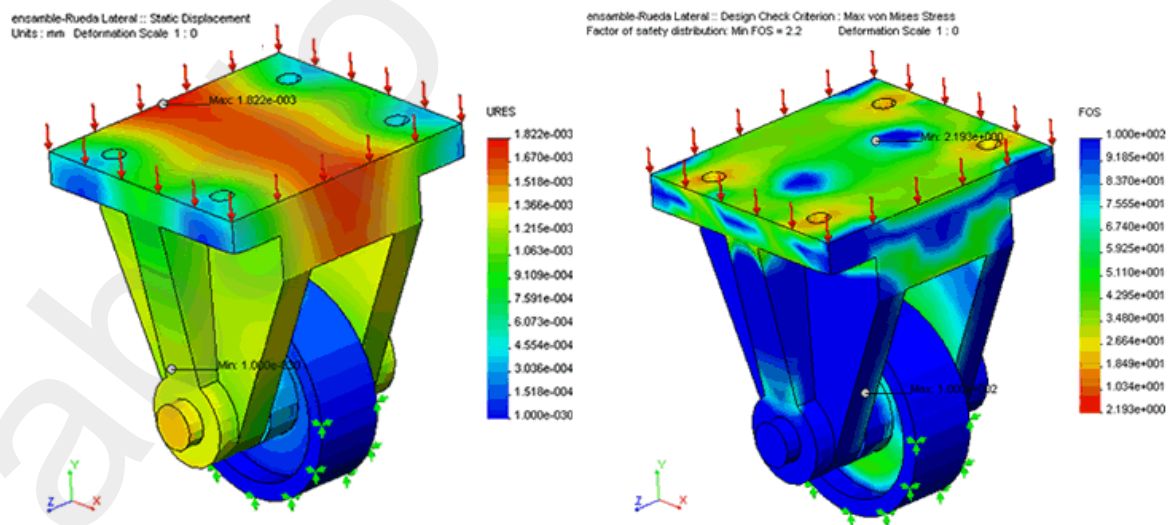 ensamble-Rueda Lateral :: Static Displacement
Units : mm Deformation Scale 1 : 0
Max: 1.822e-003
Min: 1.000e-030
URES
1.822e-003
1.670e-003
1.518e-003
1.366e-003
1.215e-003
1.063e-003
9.109e-004
7.591e-004
6.073e-004
4.554e-004
3.036e-004
1.518e-004
1.000e-030
Y
Z
X
ensamble-Rueda Lateral :: Design Check Criterion : Max von Mises Stress
Factor of safety distribution: Min FOS = 2.2 Deformation Scale 1 : 0
Min: 2.193e+000
Max: 1.000e+002
FOS
1.000e+002
9.185e+001
8.370e+001
7.555e+001
6.740e+001
5.925e+001
5.110e+001
4.295e+001
3.480e+001
2.664e+001
1.849e+001
1.034e+001
2.193e+000
Y
Z
X